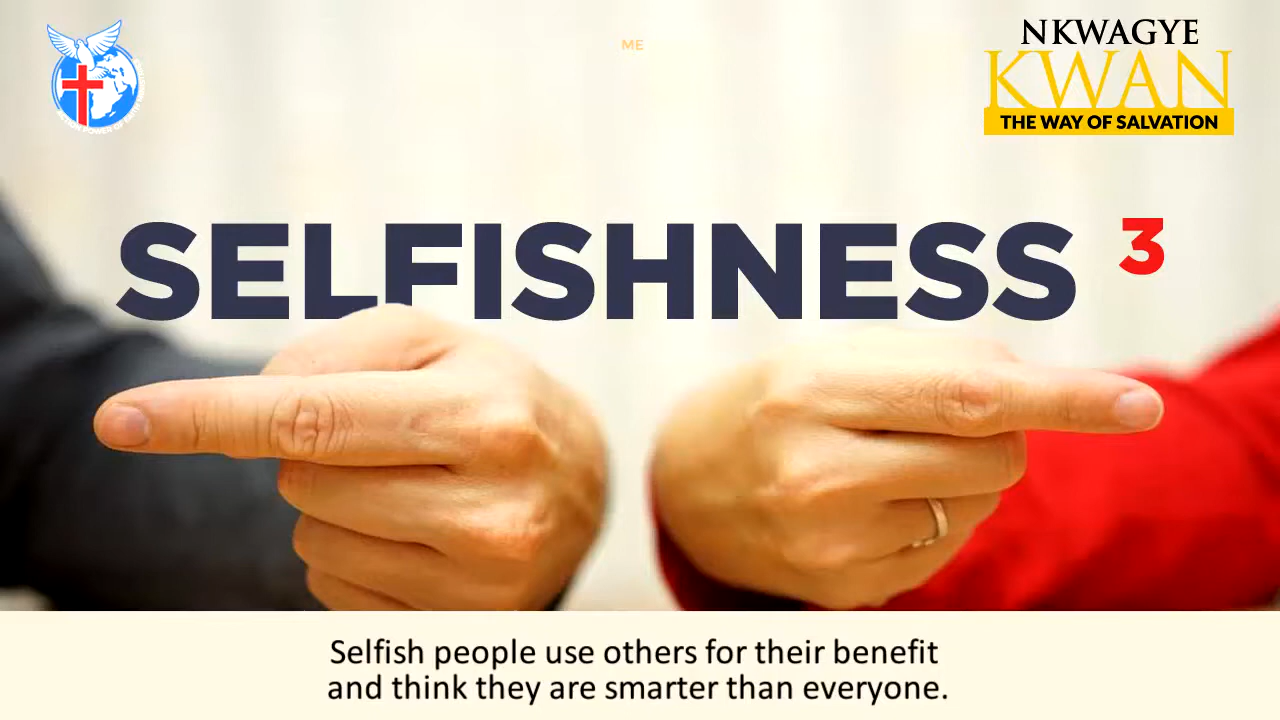 ME
NKWAGYE
KWAN
THE WAY OF SALVATION
SELFISHNESS 3
Selfish people use others for their benefit
and think they are smarter than everyone.